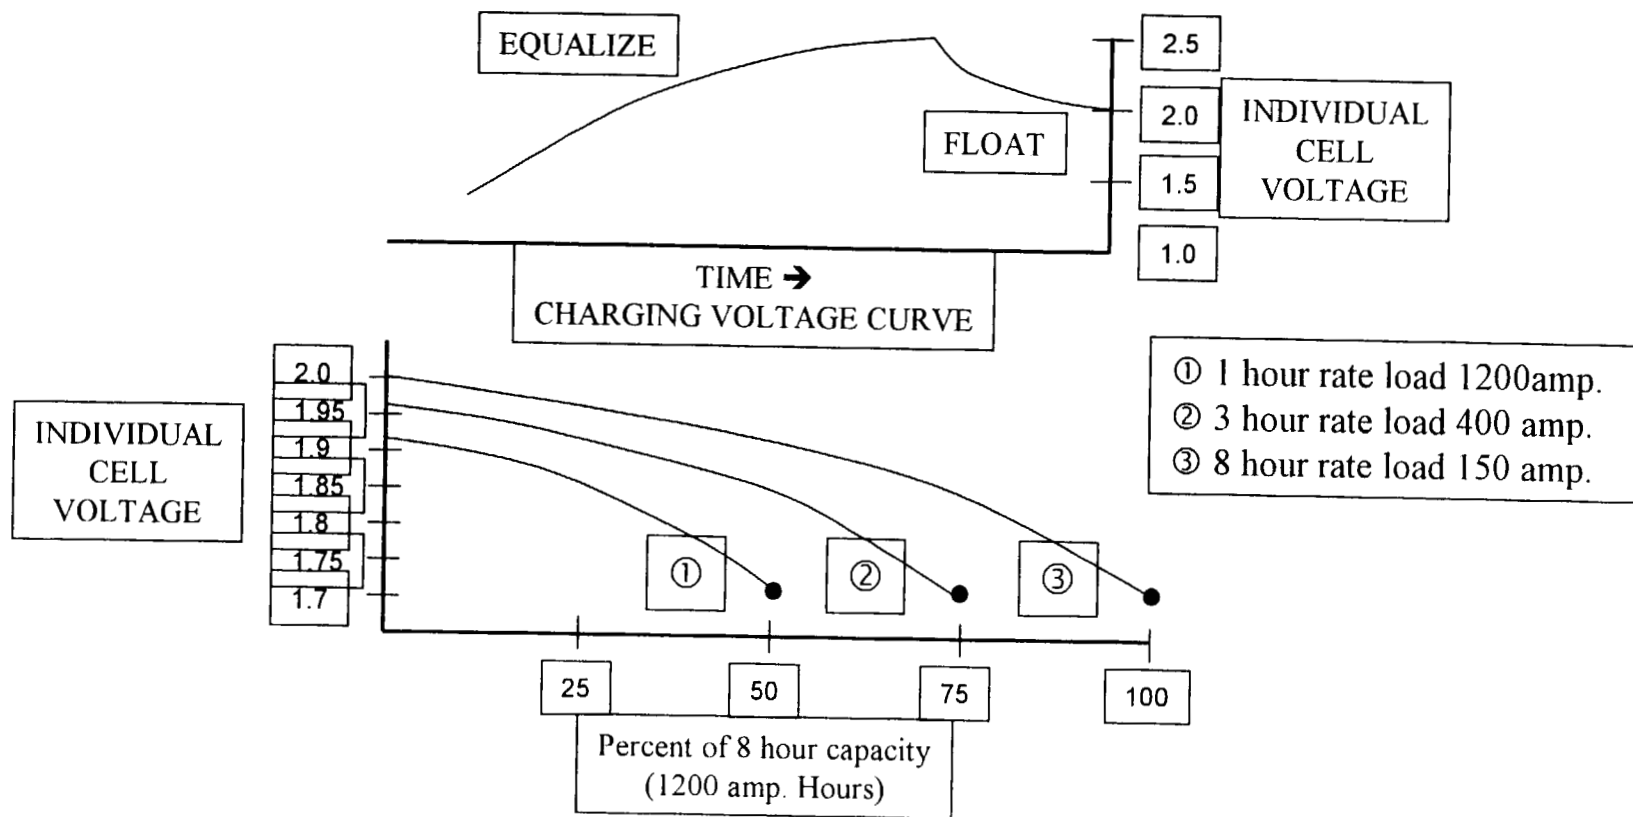 EQUALIZE
2.5
2.0
1.5
1.0
INDIVIDUAL
CELL
VOLTAGE
FLOAT
TIME ➔
CHARGING VOLTAGE CURVE
① 1 hour rate load 1200amp.
② 3 hour rate load 400 amp.
③ 8 hour rate load 150 amp.
INDIVIDUAL
CELL
VOLTAGE
2.0
1.95
1.9
1.85
1.8
1.75
1.7
①
②
③
25
50
75
100
Percent of 8 hour capacity
(1200 amp. Hours)